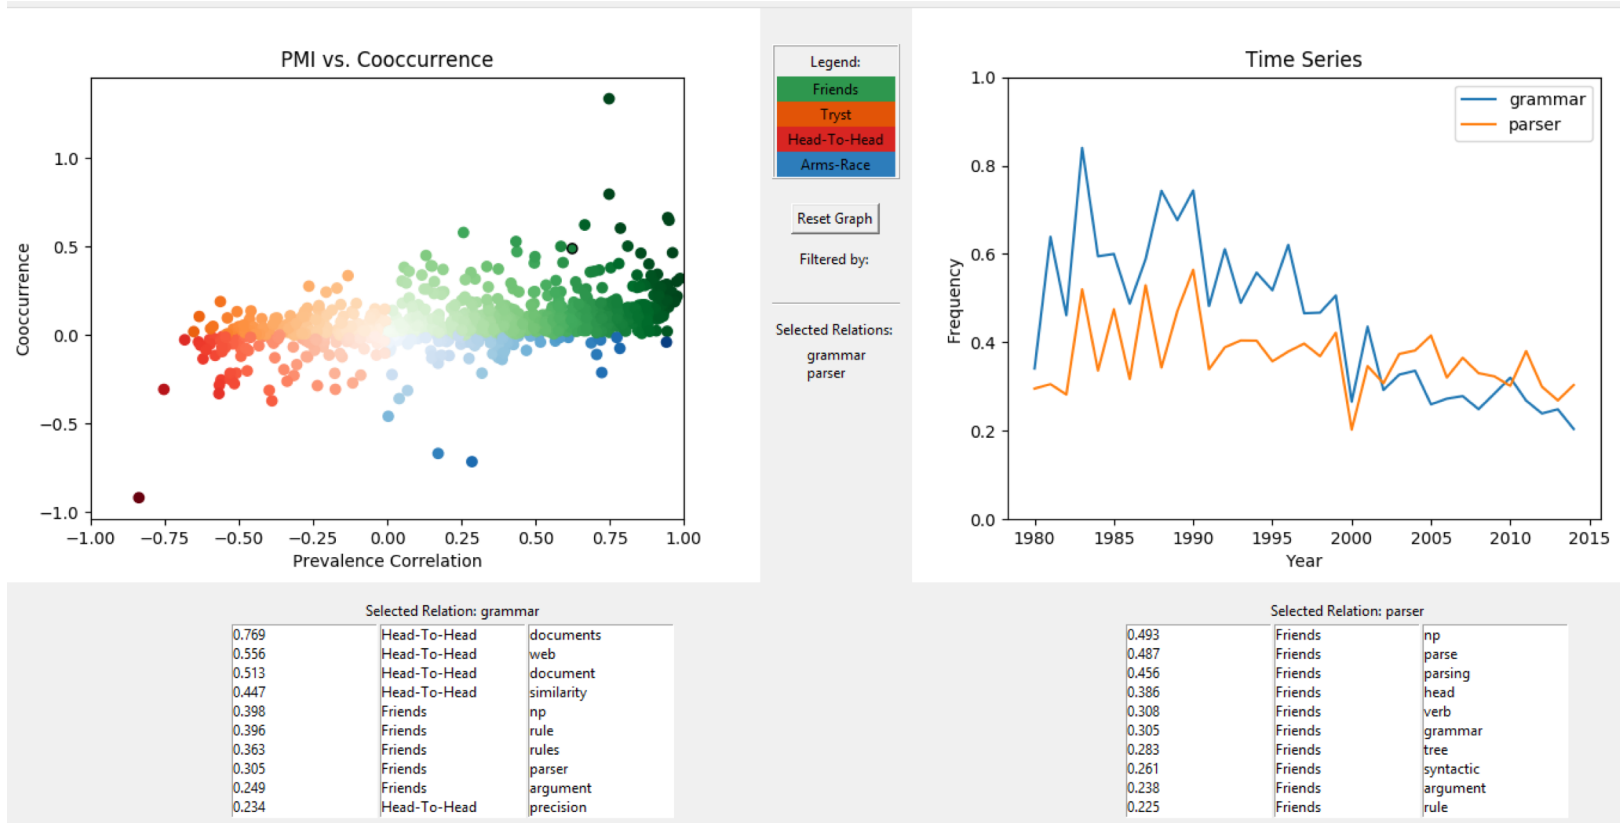 PMI vs. Cooccurrence
Cooccurrence
1.0
0.5
0.0
−0.5
−1.0
−1.00 −0.75 −0.50 −0.25 0.00 0.25 0.50 0.75 1.00
Prevalence Correlation
Legend:
Friends
Tryst
Head-To-Head
Arms-Race
Reset Graph
Filtered by:
Selected Relations:
grammar
parser
Time Series
grammar
parser
Frequency
1.0
0.8
0.6
0.4
0.2
0.0
1980 1985 1990 1995 2000 2005 2010 2015
Year
Selected Relation: grammar
0.769 Head-To-Head documents
0.556 Head-To-Head web
0.513 Head-To-Head document
0.447 Head-To-Head similarity
0.398 Friends np
0.396 Friends rule
0.363 Friends rules
0.305 Friends parser
0.249 Friends argument
0.234 Head-To-Head precision
Selected Relation: parser
0.493 Friends np
0.487 Friends parse
0.456 Friends parsing
0.386 Friends head
0.308 Friends verb
0.305 Friends grammar
0.283 Friends tree
0.261 Friends syntactic
0.238 Friends argument
0.225 Friends rule